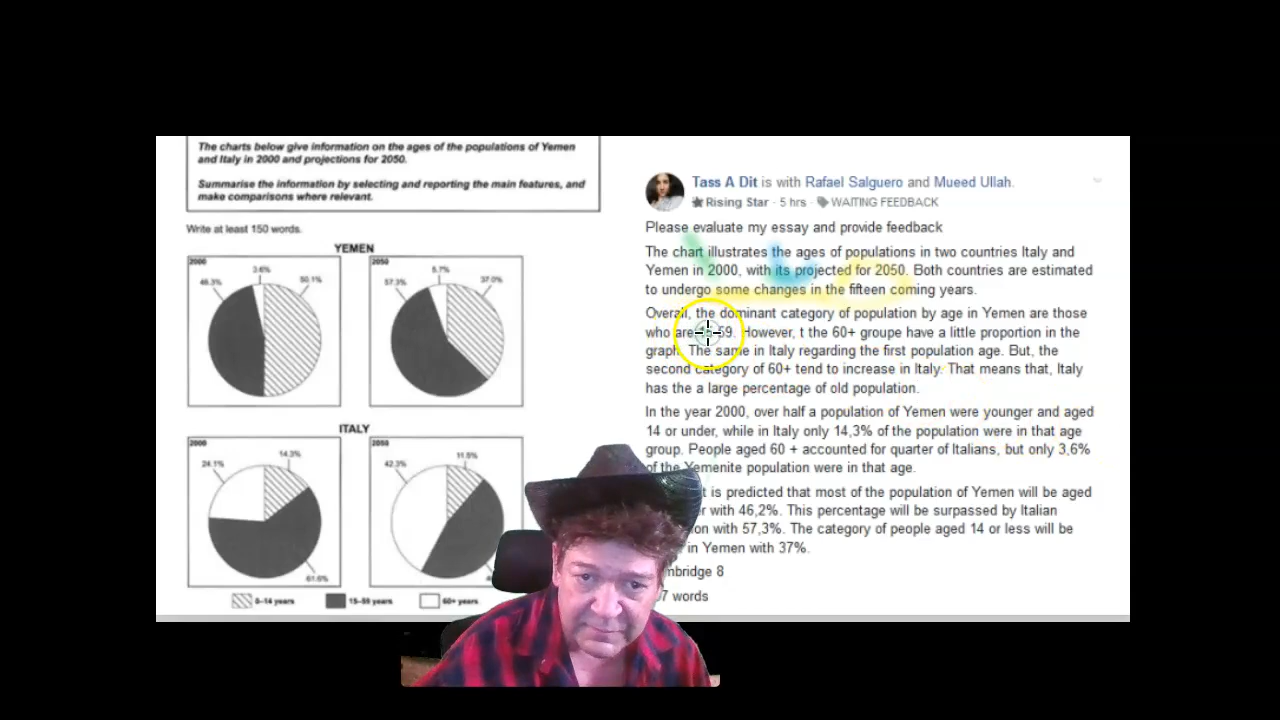 The charts below give information on the ages of the populations of Yemen
and Italy in 2000 and projections for 2050.
Summarise the information by selecting and reporting the main features, and
make comparisons where relevant.
Write at least 150 words.
YEMEN
2000
46.3%
3.6%
50.1%
2050
57.3%
5.7%
37.0%
ITALY
2000
24.1%
14.3%
61.6%
2050
42.3%
11.5%
0-14 years
15-59 years
60+ years
Tass A Dit is with Rafael Salguero and Mueed Ullah.
Rising Star · 5 hrs · WAITING FEEDBACK
Please evaluate my essay and provide feedback
The chart illustrates the ages of populations in two countries Italy and
Yemen in 2000, with its projected for 2050. Both countries are estimated
to undergo some changes in the fifteen coming years.
Overall, the dominant category of population by age in Yemen are those
who are 15-59. However, t the 60+ groupe have a little proportion in the
graph. The same in Italy regarding the first population age. But, the
second category of 60+ tend to increase in Italy. That means that, Italy
has the a large percentage of old population.
In the year 2000, over half a population of Yemen were younger and aged
14 or under, while in Italy only 14,3% of the population were in that age
group. People aged 60 + accounted for quarter of Italians, but only 3,6%
of the Yemenite population were in that age.
is predicted that most of the population of Yemen will be aged
with 46,2%. This percentage will be surpassed by Italian
with 57,3%. The category of people aged 14 or less will be
in Yemen with 37%.
mbridge 8
7 words